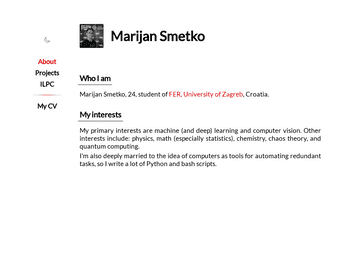 Marijan Smetko
About
Projects
ILPC
My CV
Who I am
Marijan Smetko, 24, student of FER, University of Zagreb, Croatia.
My interests
My primary interests are machine (and deep) learning and computer vision. Other
interests include: physics, math (especially statistics), chemistry, chaos theory, and
quantum computing.
I'm also deeply married to the idea of computers as tools for automating redundant
tasks, so I write a lot of Python and bash scripts.